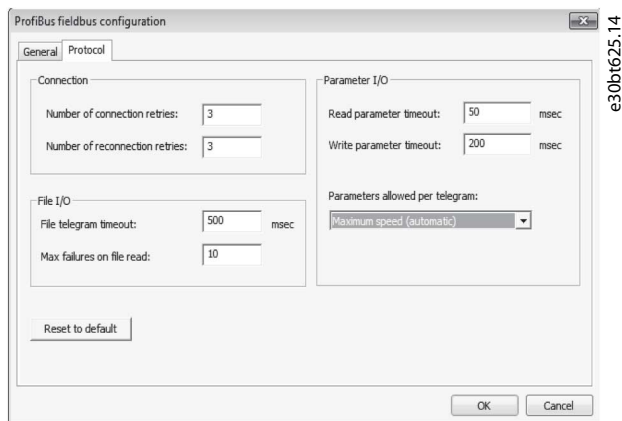 ProfiBus fieldbus configuration
General Protocol
Connection
Number of connection retries: 3
Number of reconnection retries: 3
File I/O
File telegram timeout: 500 msec
Max failures on file read: 10
Parameter I/O
Read parameter timeout: 50 msec
Write parameter timeout: 200 msec
Parameters allowed per telegram:
Maximum speed (automatic)
Reset to default
OK Cancel
e30bt625.14